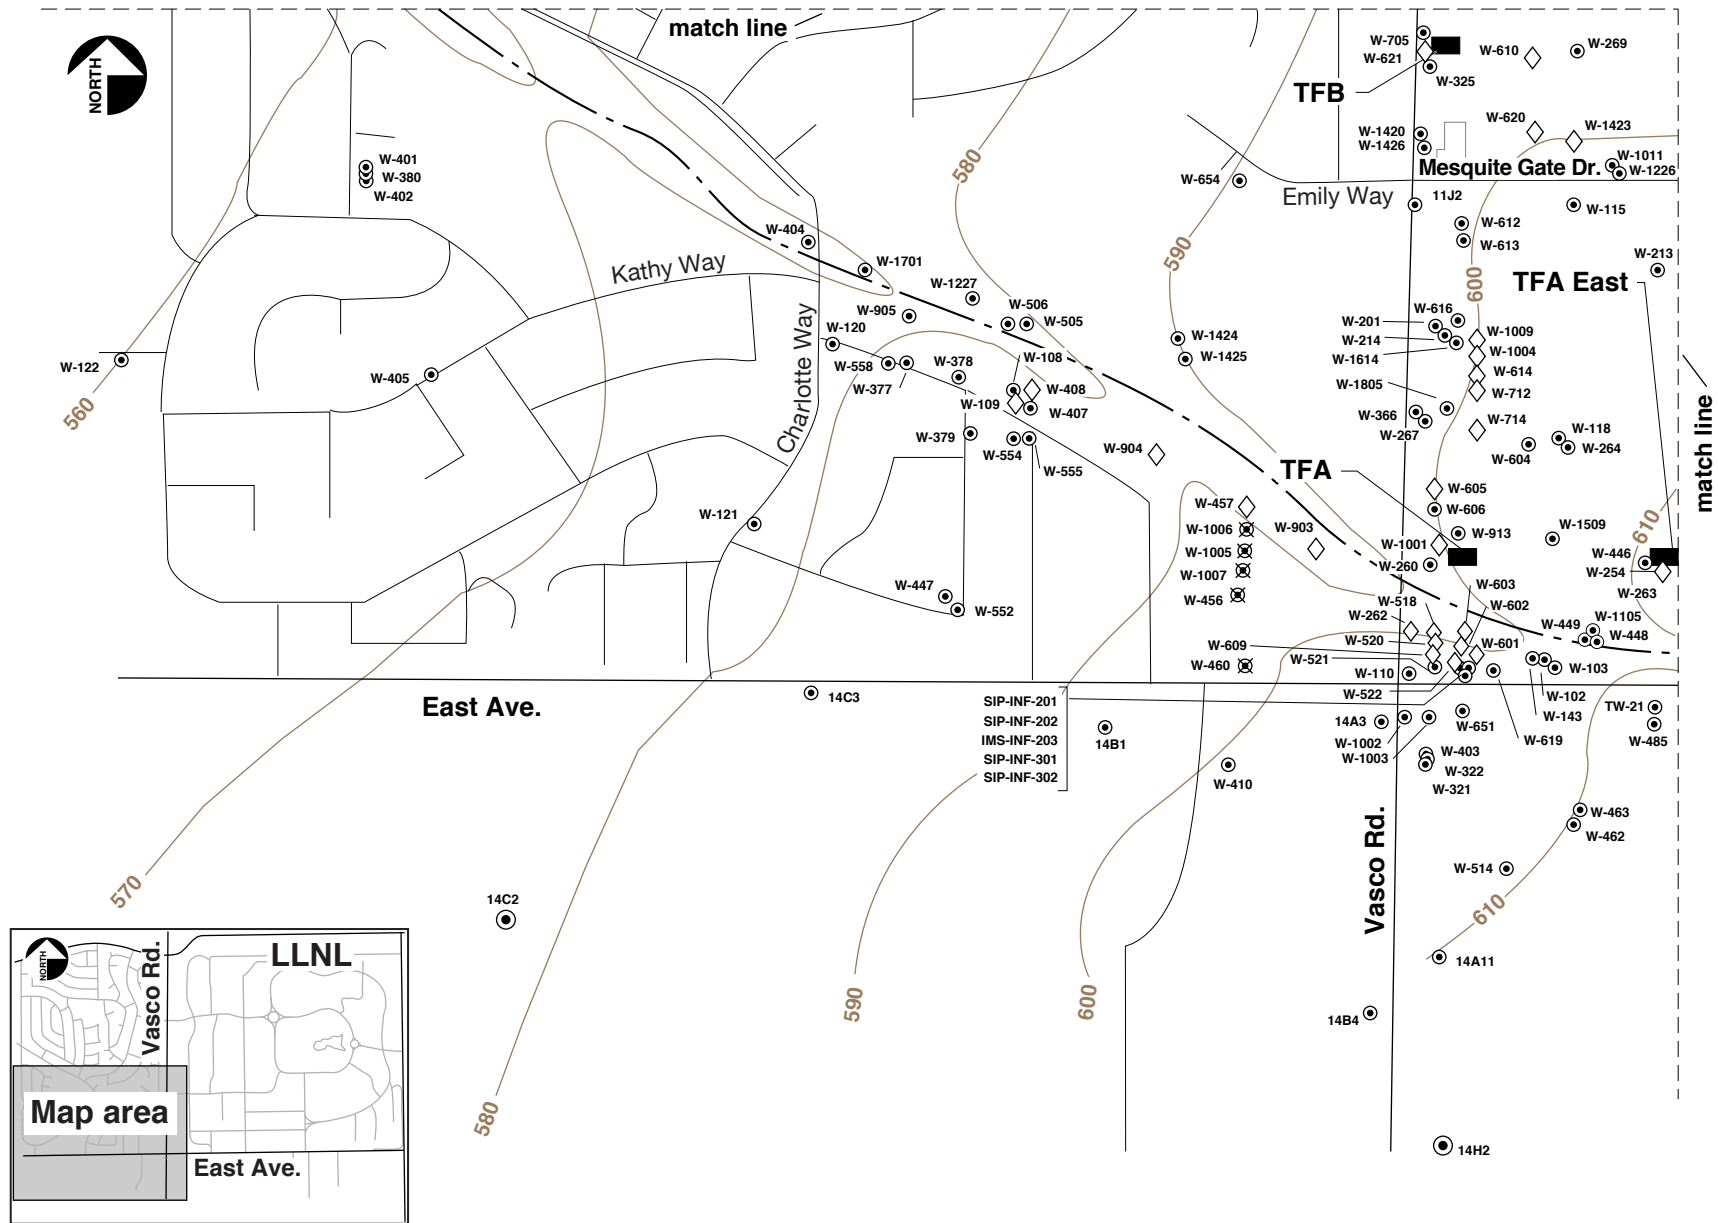 match line
NORTH
W-705
W-621
W-325
TFB
W-610
W-269
W-620
W-1423
W-1420
W-1426
Mesquite Gate Dr.
W-1011
W-1226
W-401
W-380
W-402
580
W-654
Emily Way
11J2
W-115
W-612
W-613
W-404
590
600
W-213
TFA East
Kathy Way
W-1701
W-1227
W-905
W-506
W-505
W-616
W-201
W-214
W-1614
W-1009
W-1004
W-614
W-712
W-120
Charlotte Way
W-108
W-1424
W-1425
W-122
W-558
W-377
W-378
W-405
W-408
W-109
W-407
W-1805
W-366
W-267
W-714
560
W-379
W-554
W-555
W-904
W-118
W-264
W-604
match line
TFA
W-605
W-606
W-457
W-121
W-1006
W-903
W-913
W-1509
610
W-1005
W-1001
W-446
W-260
W-254
W-1007
W-263
W-603
W-447
W-456
W-518
W-602
W-552
W-262
W-1105
W-449
W-448
W-520
W-609
W-601
W-521
W-460
W-110
W-103
W-522
W-102
East Ave.
14C3
SIP-INF-201
SIP-INF-202
IMS-INF-203
SIP-INF-301
SIP-INF-302
14B1
14A3
W-1002
W-1003
W-651
W-143
W-619
TW-21
W-485
W-403
W-322
W-321
W-410
W-463
W-462
Vasco Rd.
W-514
570
14C2
610
14A11
590
600
14B4
580
14H2
NORTH
Vasco Rd.
LLNL
Map area
East Ave.